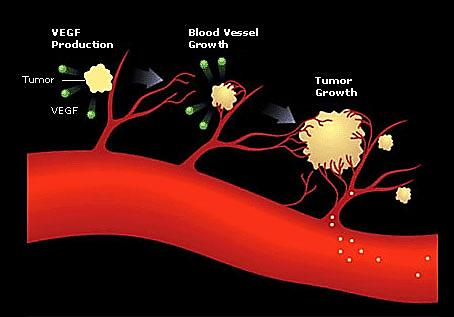 VEGF
Production
Blood Vessel
Growth
Tumor
Growth
Tumor
VEGF